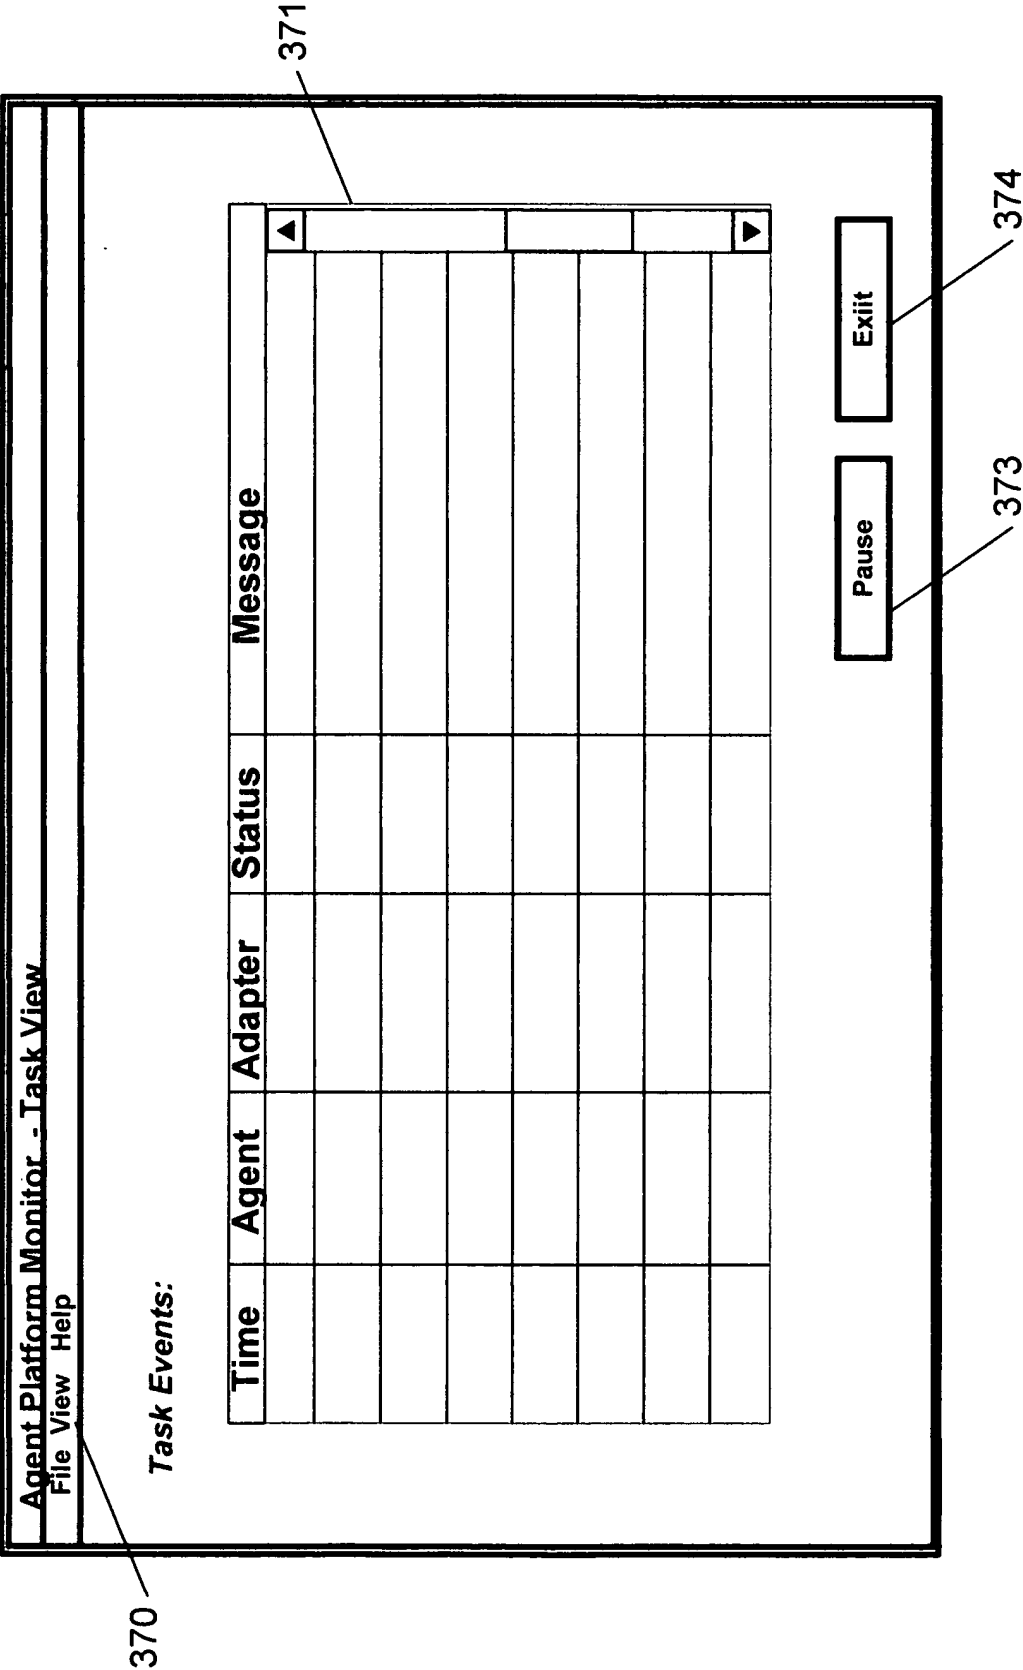 Agent Platform Monitor - Task View
File View Help
370
Task Events:
371
Time Agent Adapter Status Message
Pause Exiit
373 374